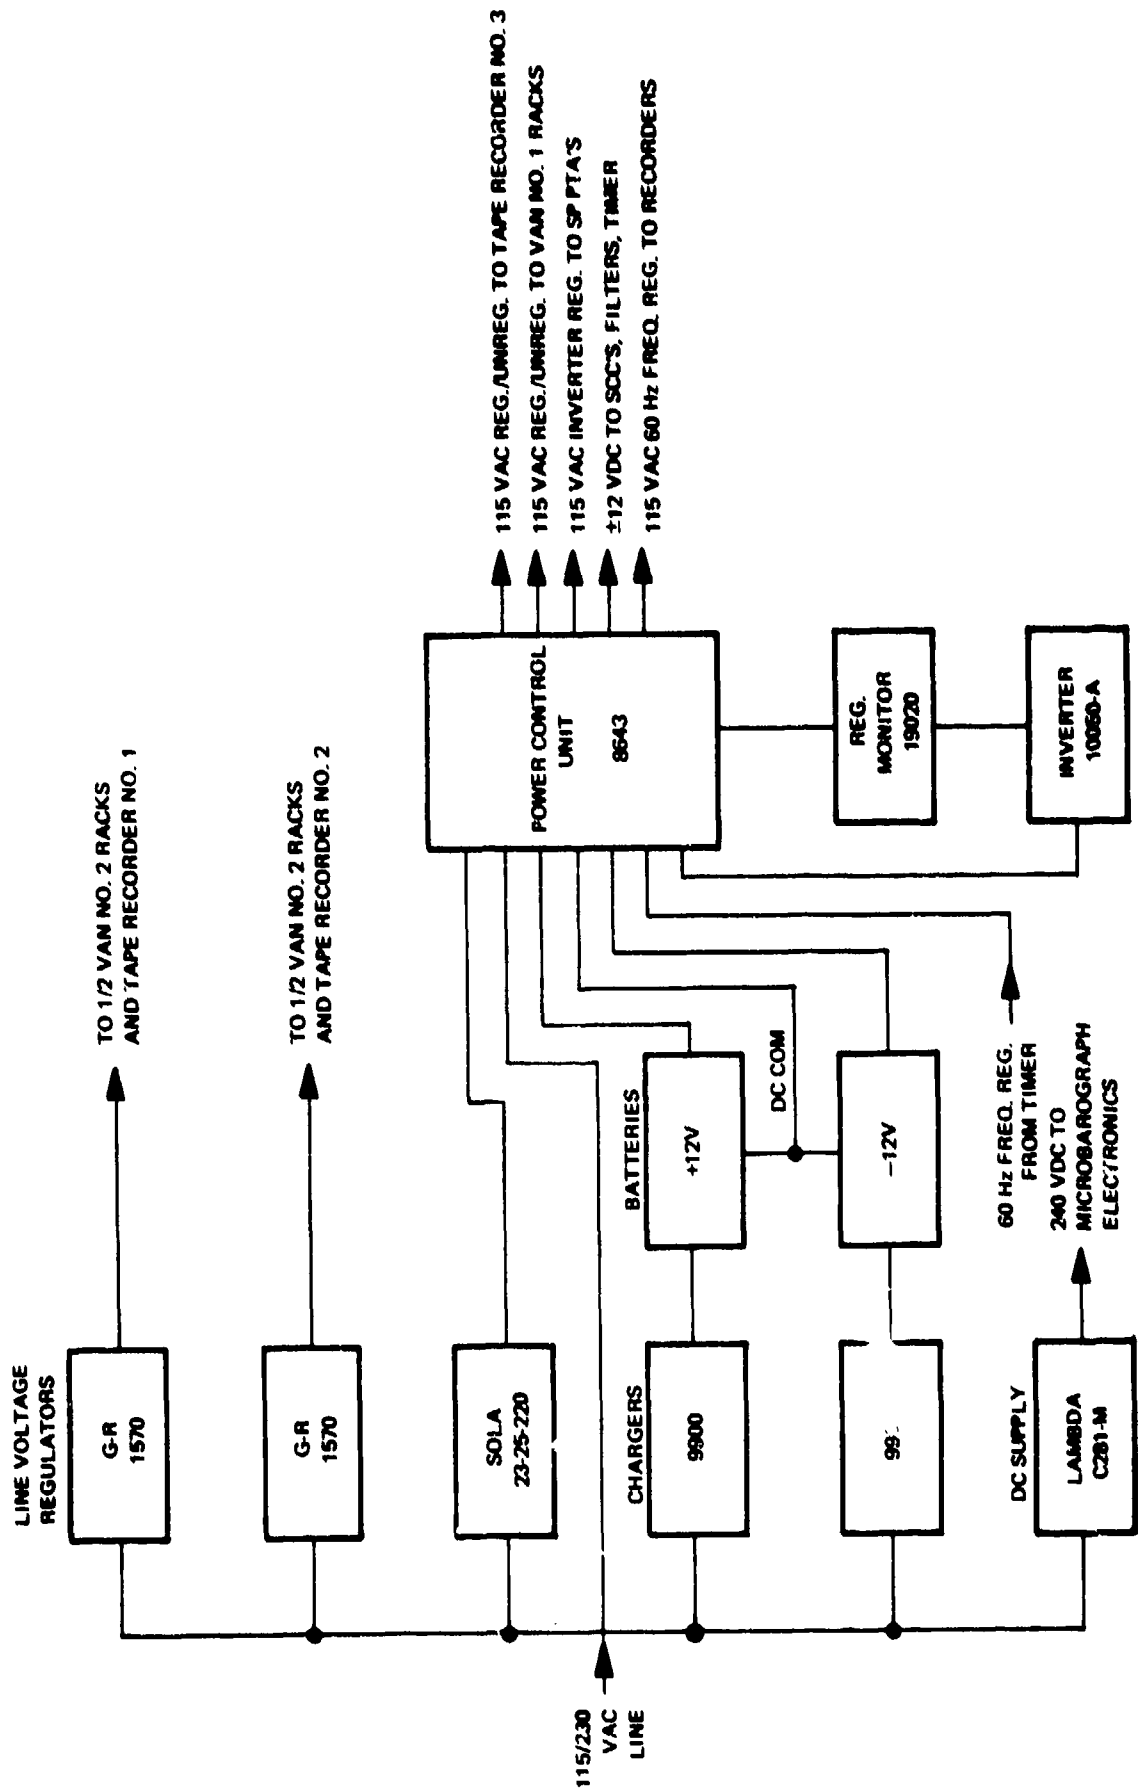 LINE VOLTAGE
REGULATORS
G-R
1570
TO 1/2 VAN NO. 2 RACKS
AND TAPE RECORDER NO. 1
G-R
1570
TO 1/2 VAN NO. 2 RACKS
AND TAPE RECORDER NO. 2
SOLA
23-25-220
115/230
VAC
LINE
CHARGERS
9900
BATTERIES
+12V
DC COM
−12V
DC SUPPLY
LAMBDA
C281-M
240 VDC TO
MICROBAROGRAPH
ELECTRONICS
60 Hz FREQ. REG.
FROM TIMER
POWER CONTROL
UNIT
8643
REG.
MONITOR
19020
INVERTER
10060-A
115 VAC REG./UNREG. TO TAPE RECORDER NO. 3
115 VAC REG./UNREG. TO VAN NO. 1 RACKS
115 VAC INVERTER REG. TO SP PTA'S
±12 VDC TO SCC'S, FILTERS, TIMER
115 VAC 60 Hz FREQ. REG. TO RECORDERS